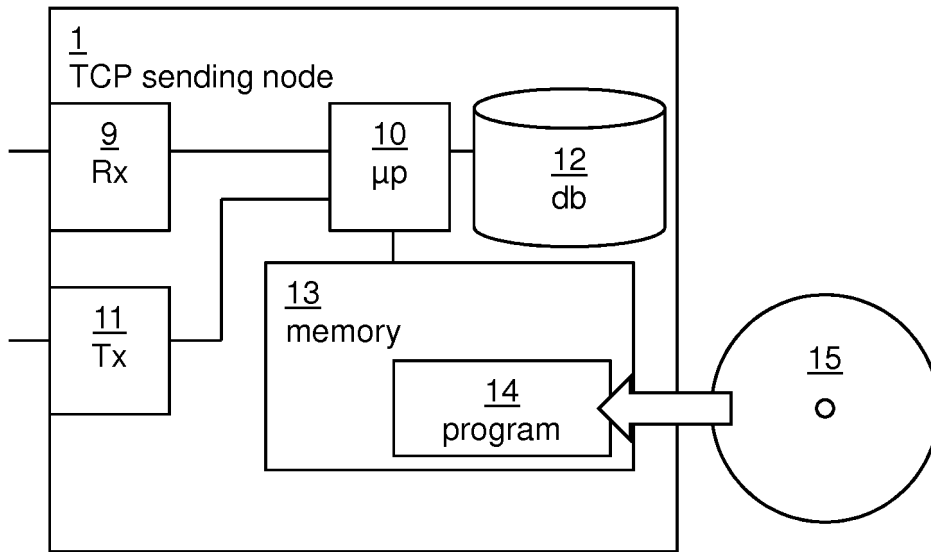 1
TCP sending node
9
Rx
10
µp
12
db
11
Tx
13
memory
14
program
15